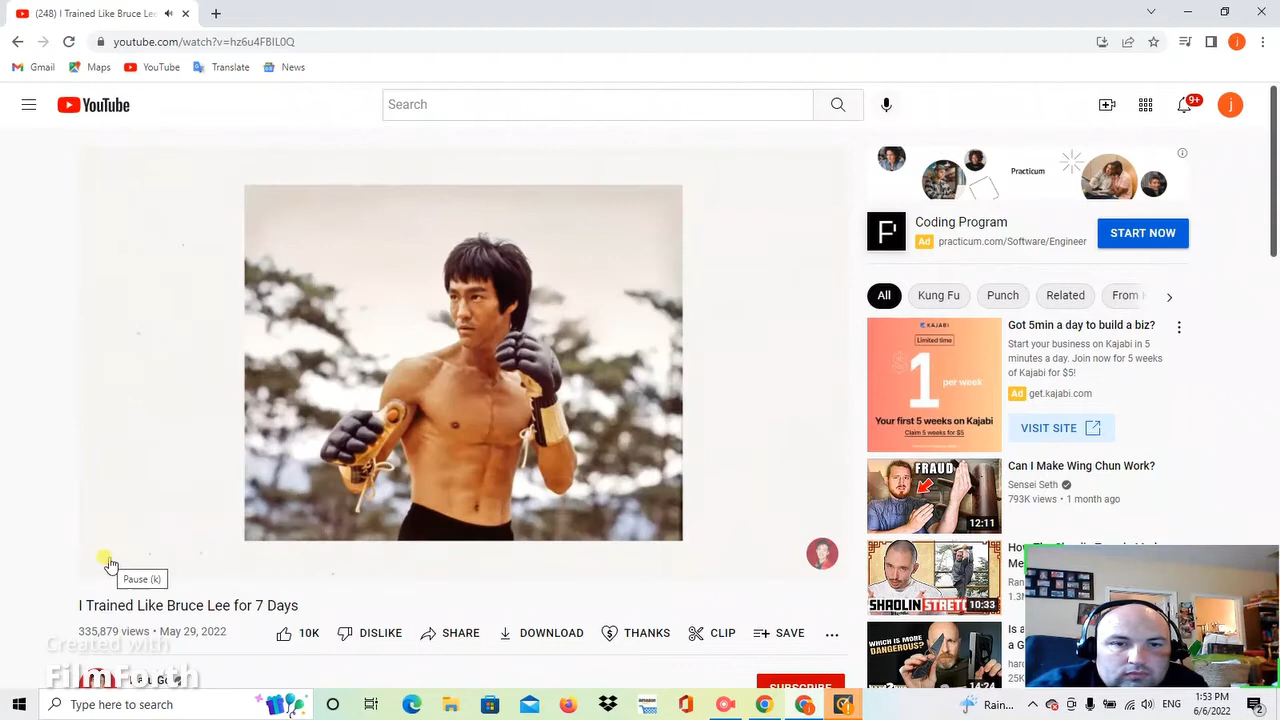 (248) I Trained Like Bruce Lee
youtube.com/watch?v=hz6u4FBIL0Q
Gmail
Maps
YouTube
Translate
News
YouTube
Search
9+
j
j
Practicum
Coding Program
Ad practicum.com/Software/Engineer
START NOW
All
Kung Fu
Punch
Related
From
KAJABI
Limited time
$1 per week
Your first 5 weeks on Kajabi
Claim 5 weeks for $5
Got 5min a day to build a biz?
Start your business on Kajabi in 5
minutes a day. Join now for 5 weeks
of Kajabi for $5!
Ad get.kajabi.com
VISIT SITE
FRAUD
12:11
Can I Make Wing Chun Work?
Sensei Seth
793K views • 1 month ago
SHAOLIN STRETCH
10:33
WHICH IS MORE
DANGEROUS?
14:24
Pause (k)
I Trained Like Bruce Lee for 7 Days
335,879 views • May 29, 2022
10K
DISLIKE
SHARE
DOWNLOAD
THANKS
CLIP
SAVE
Created with
FilmForth
SUBSCRIBE
Type here to search
Rain...
ENG
1:53 PM
6/6/2022
2